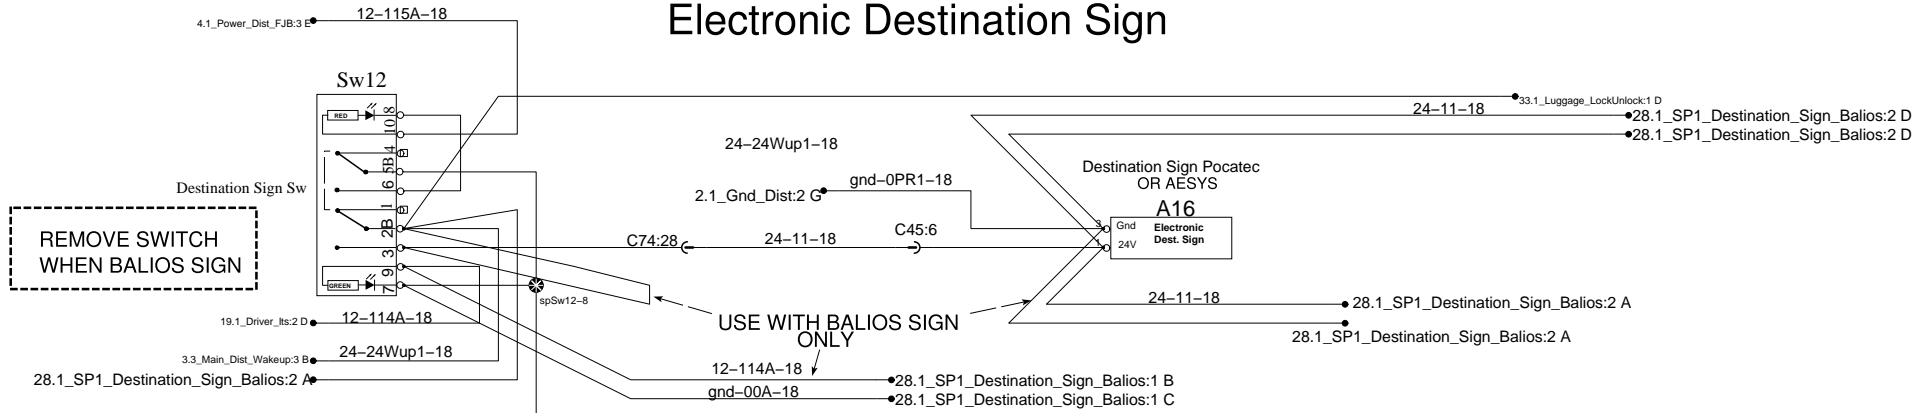 Electronic Destination Sign
12-115A-18
4.1_Power_Dist_FJB:3 E
Sw12
RED
8
10
4
5B
6
1
2B
3
9
7
GREEN
Destination Sign Sw
REMOVE SWITCH
WHEN BALIOS SIGN
33.1_Luggage_LockUnlock:1 D
24-11-18
28.1_SP1_Destination_Sign_Balios:2 D
28.1_SP1_Destination_Sign_Balios:2 D
24-24Wup1-18
gnd-0PR1-18
2.1_Gnd_Dist:2 G
Destination Sign Pocatec
OR AESYS
A16
3
Gnd
Electronic
Dest. Sign
1
24V
C74:28
24-11-18
C45:6
spSw12-8
24-11-18
28.1_SP1_Destination_Sign_Balios:2 A
28.1_SP1_Destination_Sign_Balios:2 A
USE WITH BALIOS SIGN
ONLY
19.1_Driver_lts:2 D
12-114A-18
3.3_Main_Dist_Wakeup:3 B
24-24Wup1-18
28.1_SP1_Destination_Sign_Balios:2 A
12-114A-18
28.1_SP1_Destination_Sign_Balios:1 B
gnd-00A-18
28.1_SP1_Destination_Sign_Balios:1 C